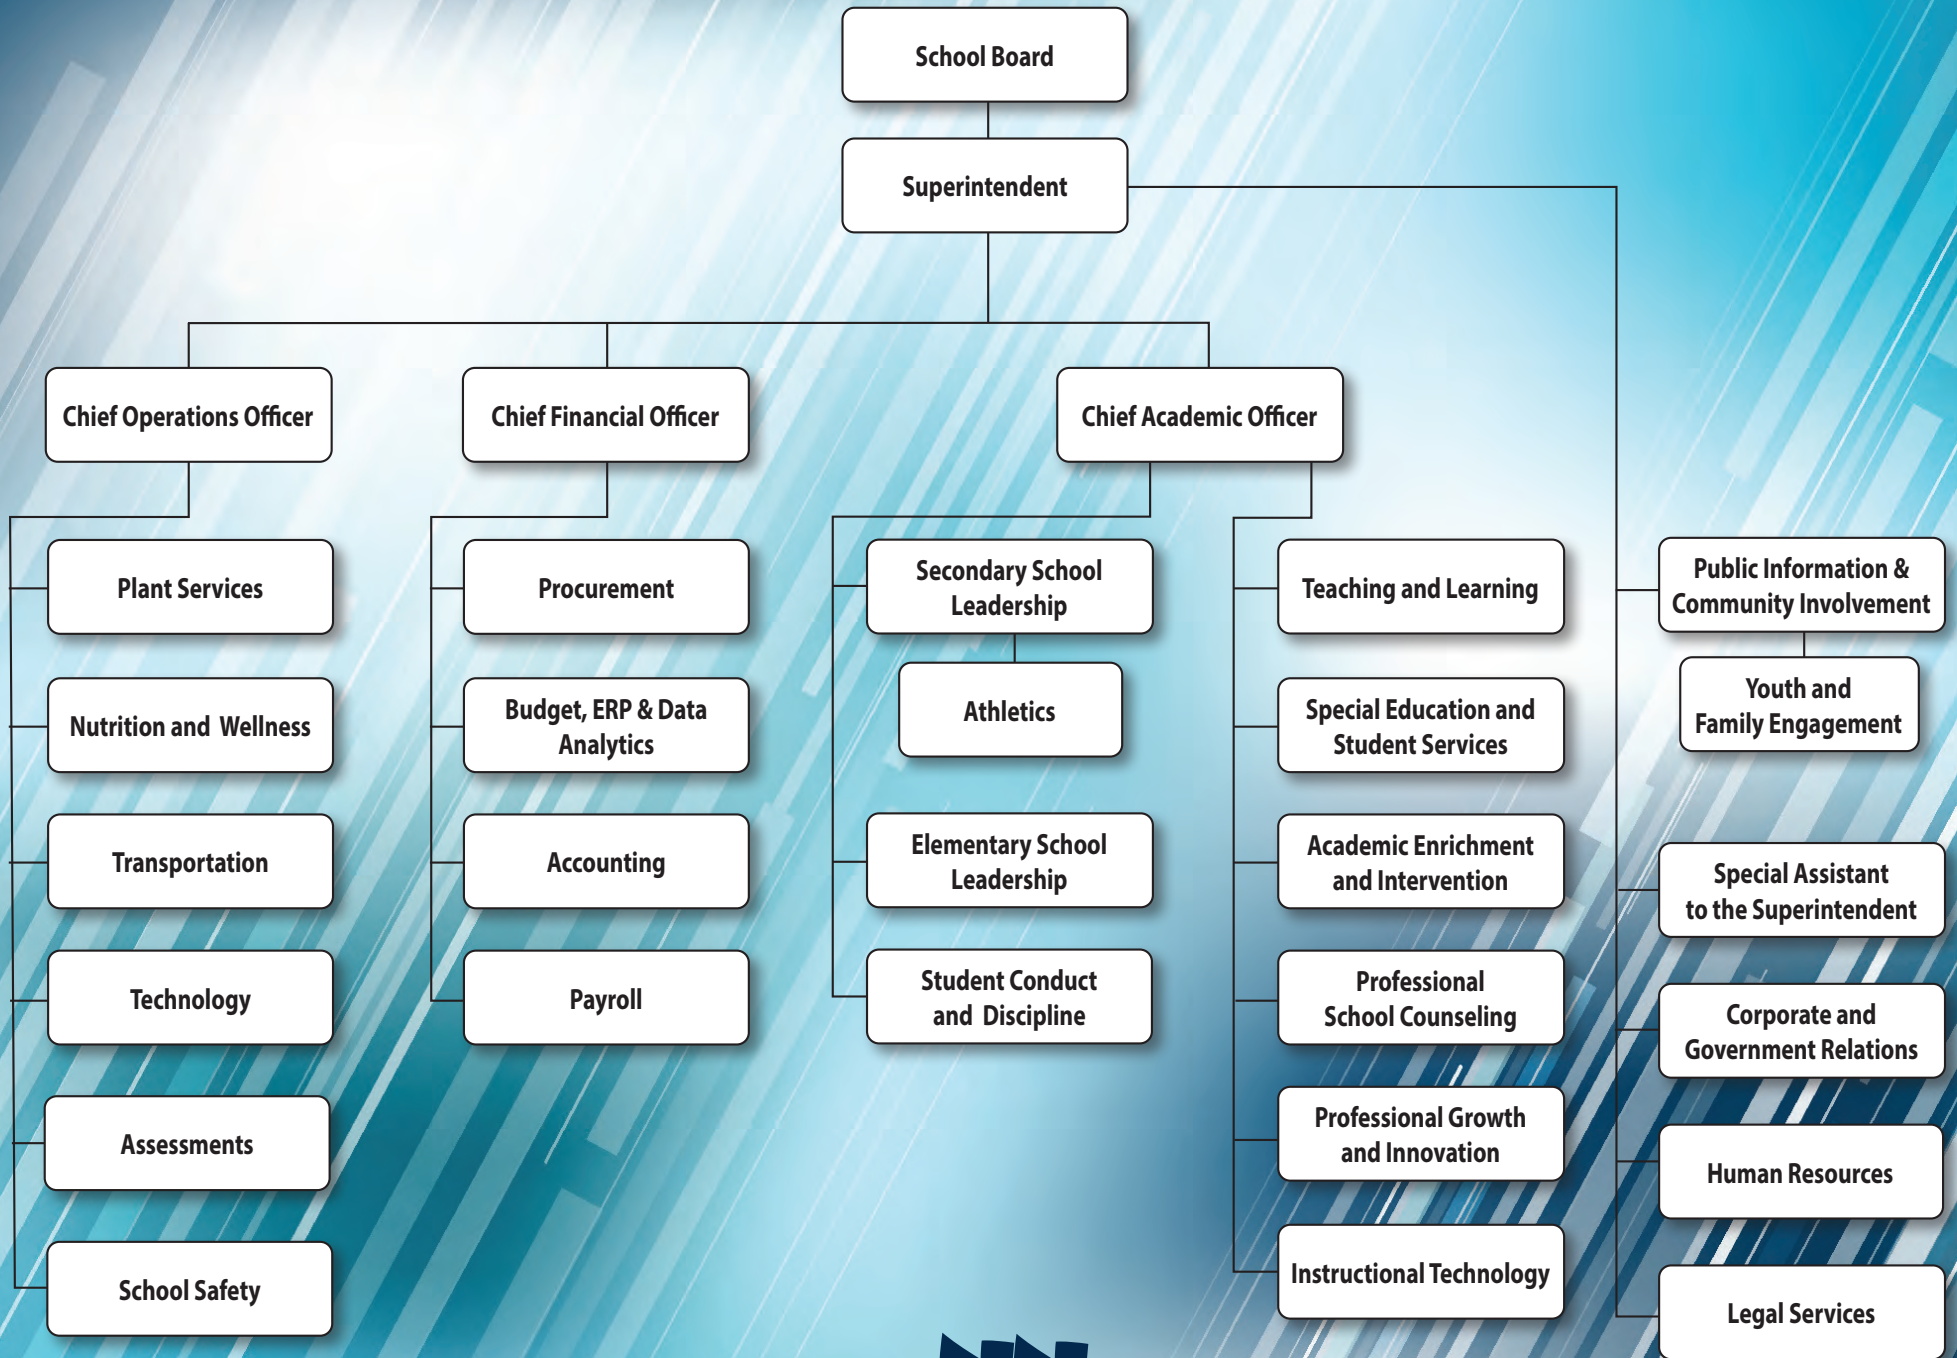 School Board
Superintendent
Chief Operations Officer
Chief Financial Officer
Chief Academic Officer
Plant Services
Nutrition and Wellness
Transportation
Technology
Assessments
School Safety
Procurement
Budget, ERP & Data
Analytics
Accounting
Payroll
Secondary School
Leadership
Athletics
Elementary School
Leadership
Student Conduct
and Discipline
Teaching and Learning
Special Education and
Student Services
Academic Enrichment
and Intervention
Professional
School Counseling
Professional Growth
and Innovation
Instructional Technology
Public Information &
Community Involvement
Youth and
Family Engagement
Special Assistant
to the Superintendent
Corporate and
Government Relations
Human Resources
Legal Services